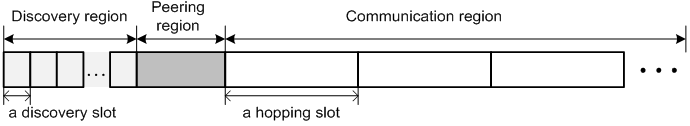 Discovery region
Peering
region
Communication region
...
...
a discovery slot
a hopping slot